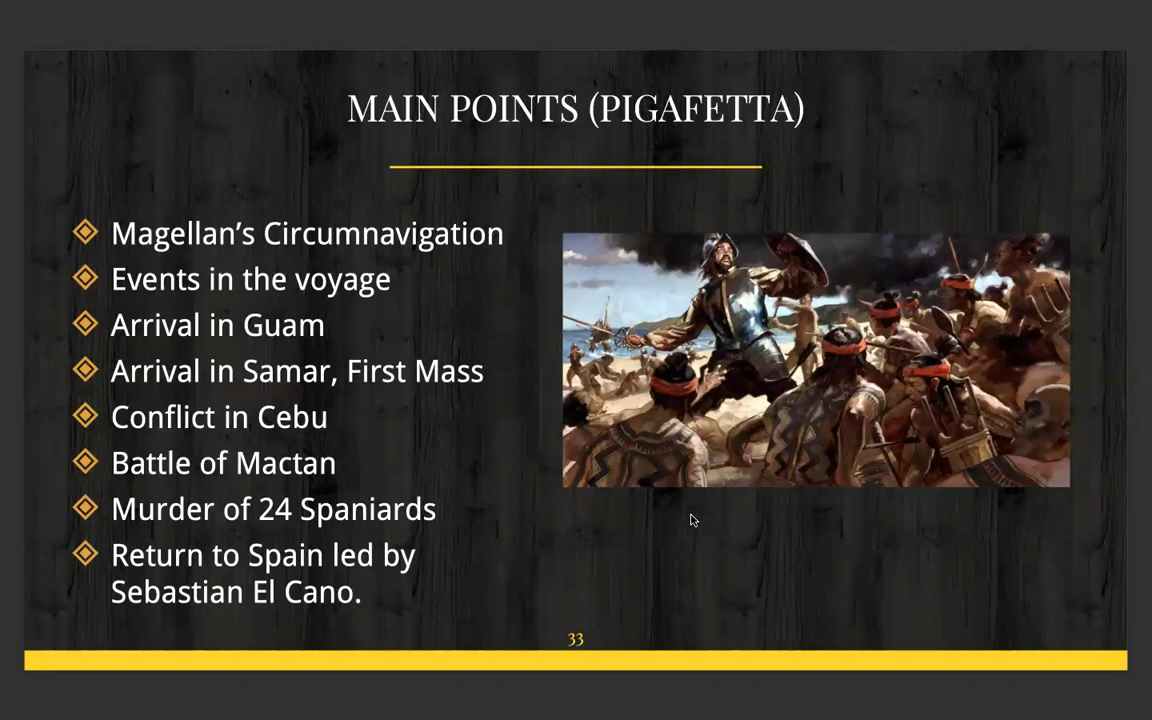 MAIN POINTS (PIGAFETTA)
Magellan’s Circumnavigation
Events in the voyage
Arrival in Guam
Arrival in Samar, First Mass
Conflict in Cebu
Battle of Mactan
Murder of 24 Spaniards
Return to Spain led by
Sebastian El Cano.
33